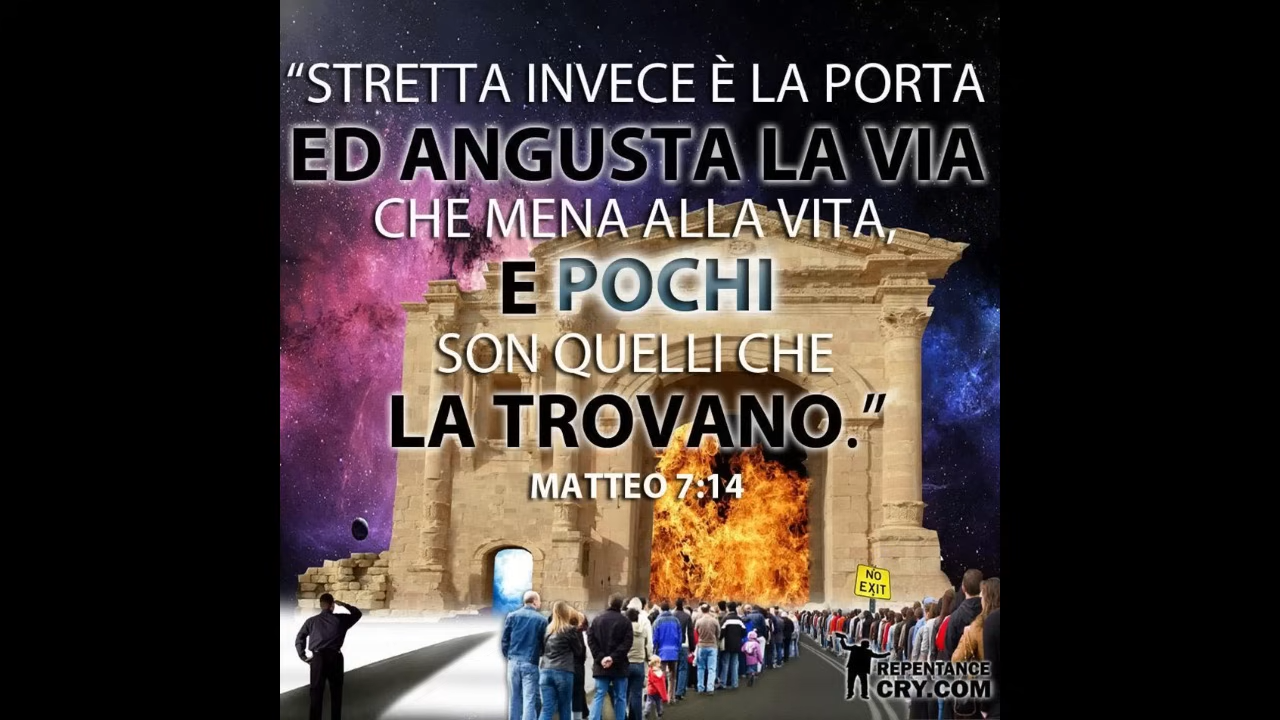 “STRETTA INVECE È LA PORTA
ED ANGUSTA LA VIA
CHE MENA ALLA VITA,
E POCHI
SON QUELLI CHE
LA TROVANO.”
MATTEO 7:14
NO
EXIT
REPENTANCE
CRY.COM